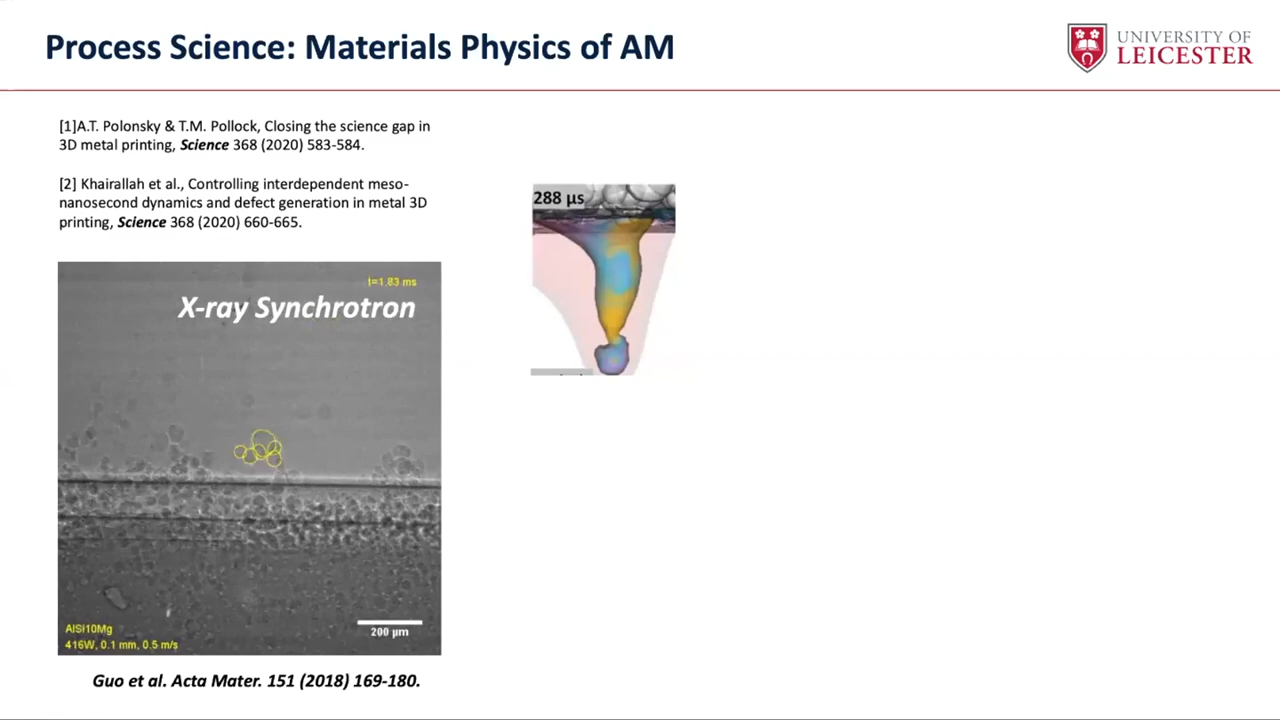 Process Science: Materials Physics of AM
UNIVERSITY OF
LEICESTER
[1]A.T. Polonsky & T.M. Pollock, Closing the science gap in
3D metal printing, Science 368 (2020) 583-584.
[2] Khairallah et al., Controlling interdependent meso-
nanosecond dynamics and defect generation in metal 3D
printing, Science 368 (2020) 660-665.
288 µs
t=1.83 ms
X-ray Synchrotron
AlSi10Mg
416W, 0.1 mm, 0.5 m/s
200 µm
Guo et al. Acta Mater. 151 (2018) 169-180.